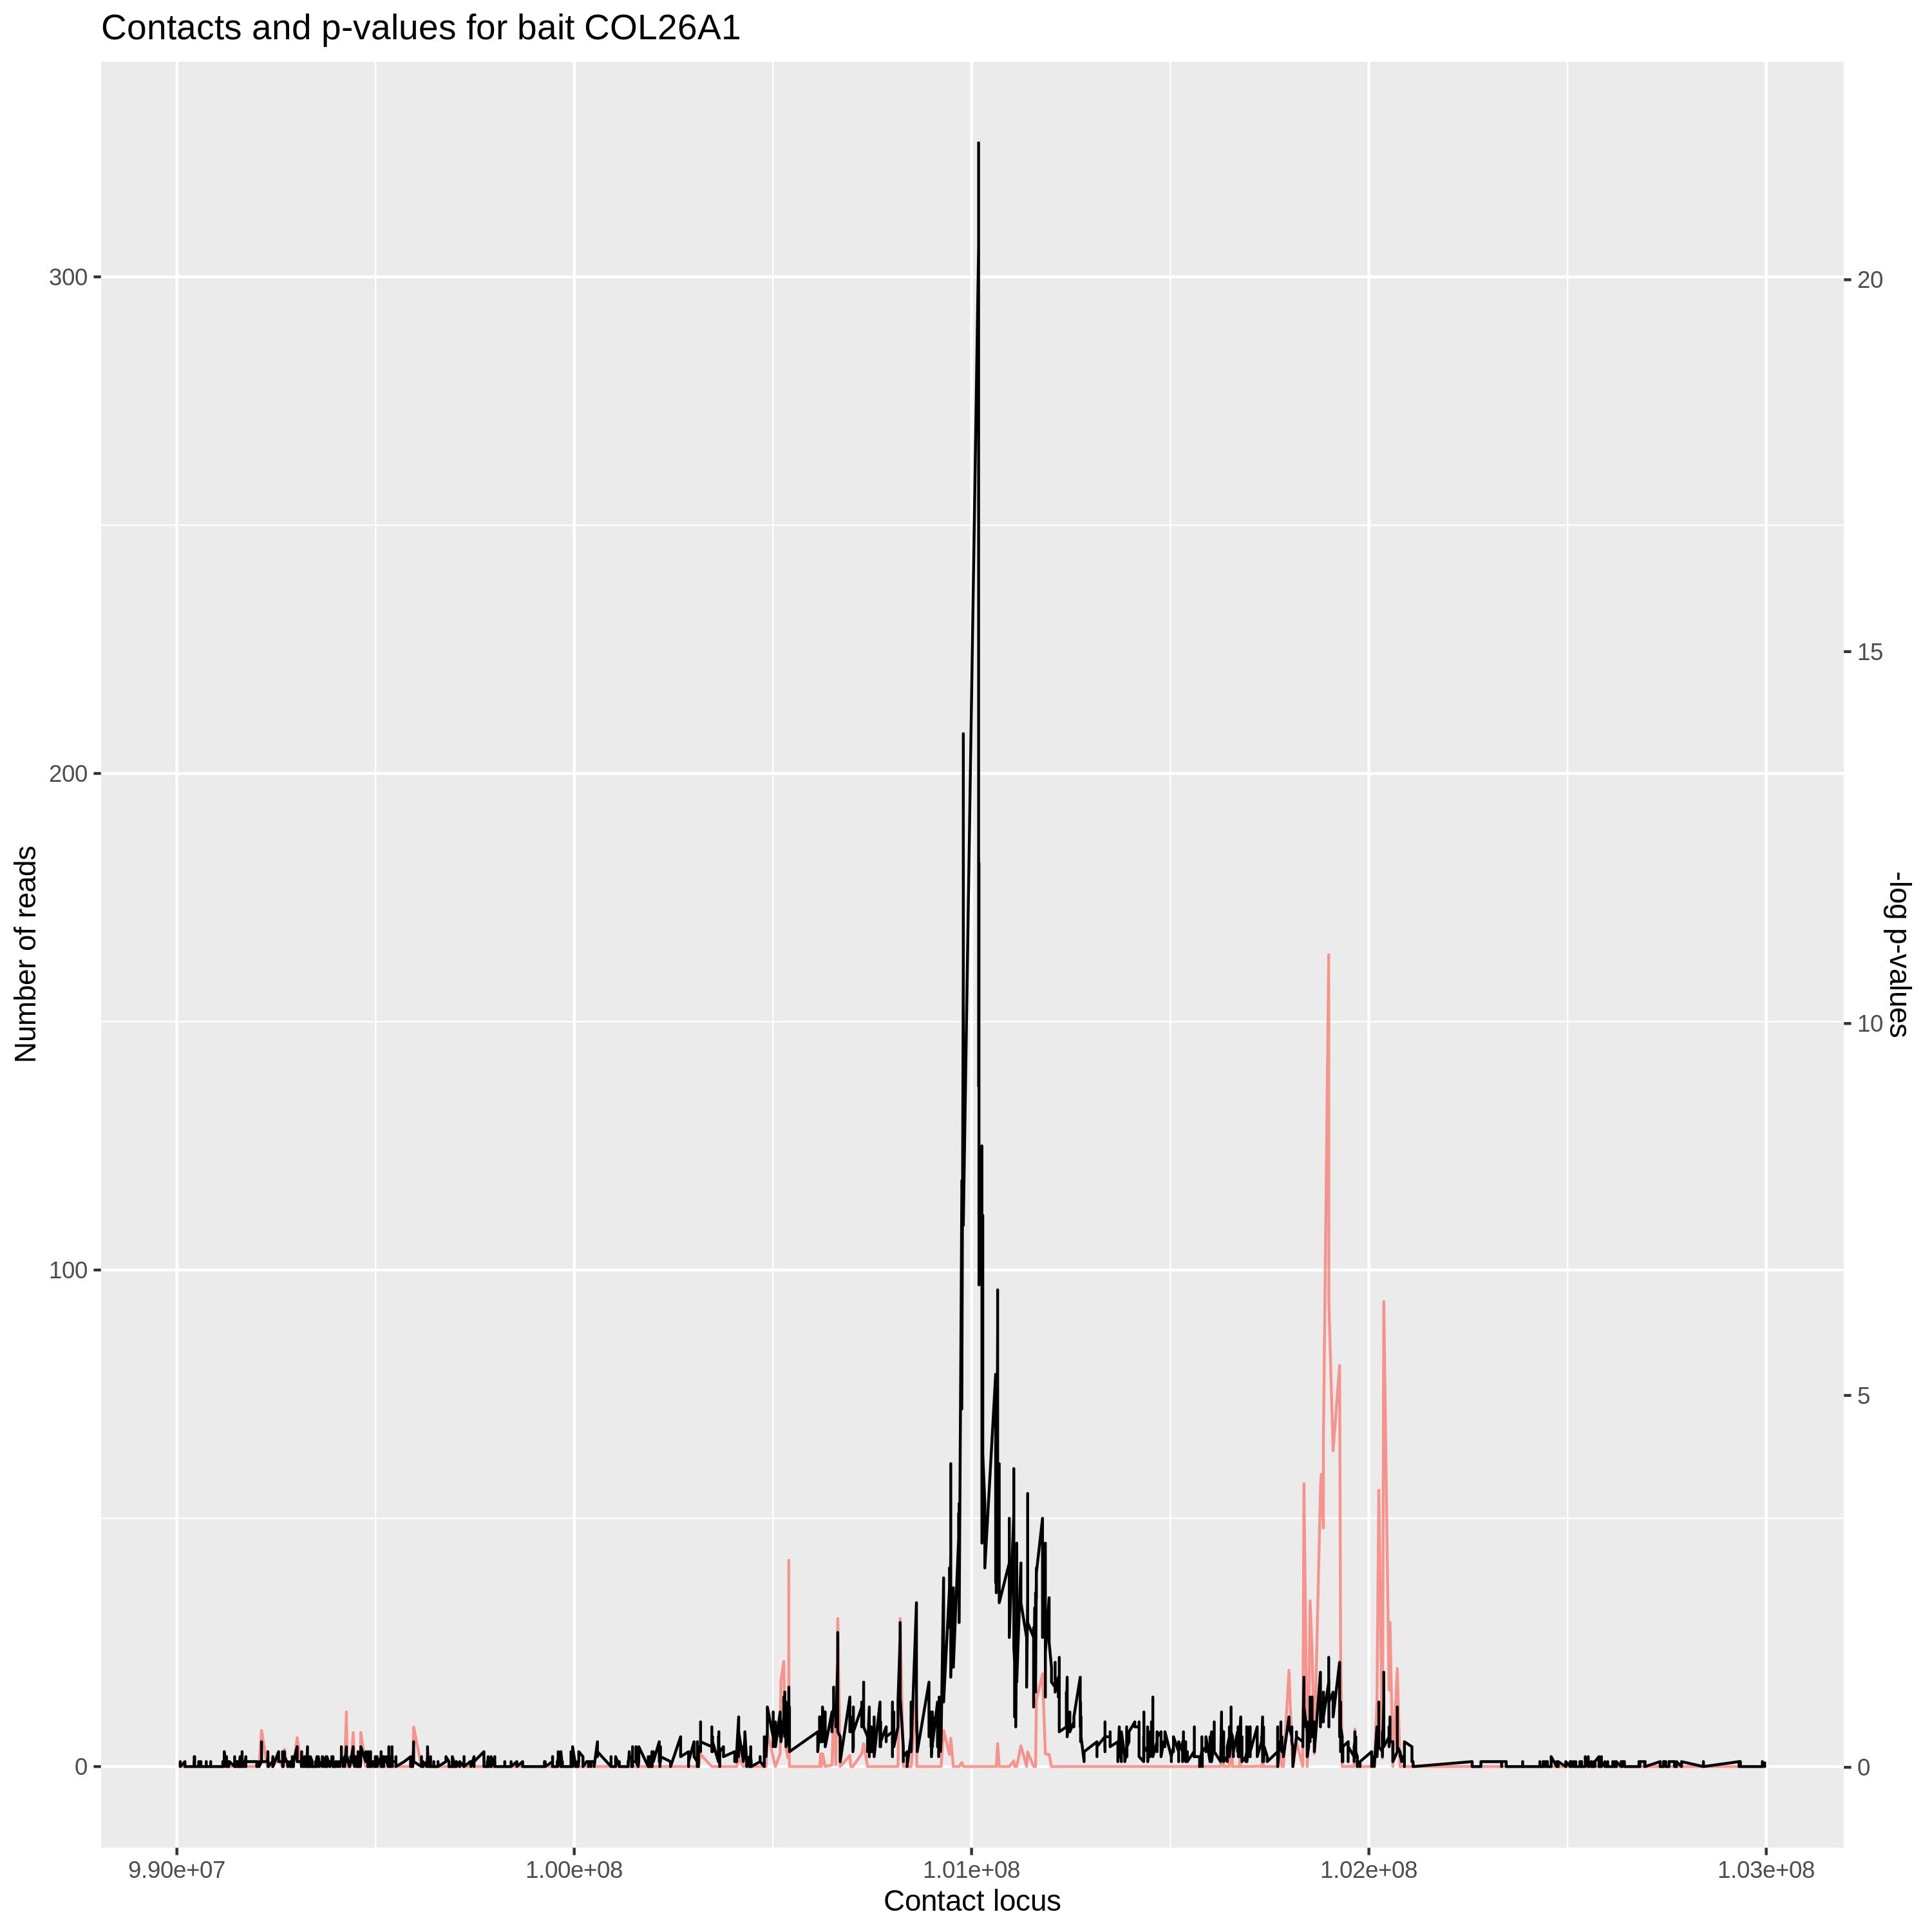 Contacts and p-values for bait COL26A1
300
200
100
0
20
15
10
5
0
Number of reads
-log p-values
9.90e+07 1.00e+08 1.01e+08 1.02e+08 1.03e+08
Contact locus